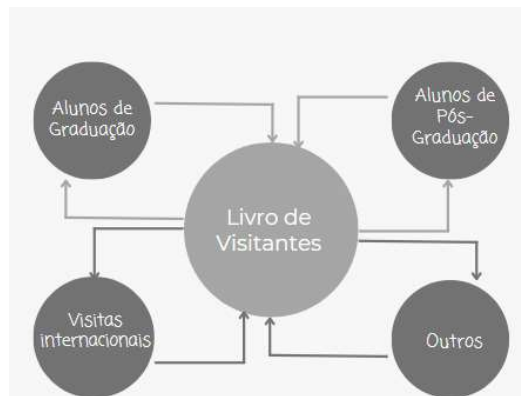 Alunos de
Graduação
Alunos de
Pós-
Graduação
Livro de
Visitantes
Visitas
internacionais
Outros